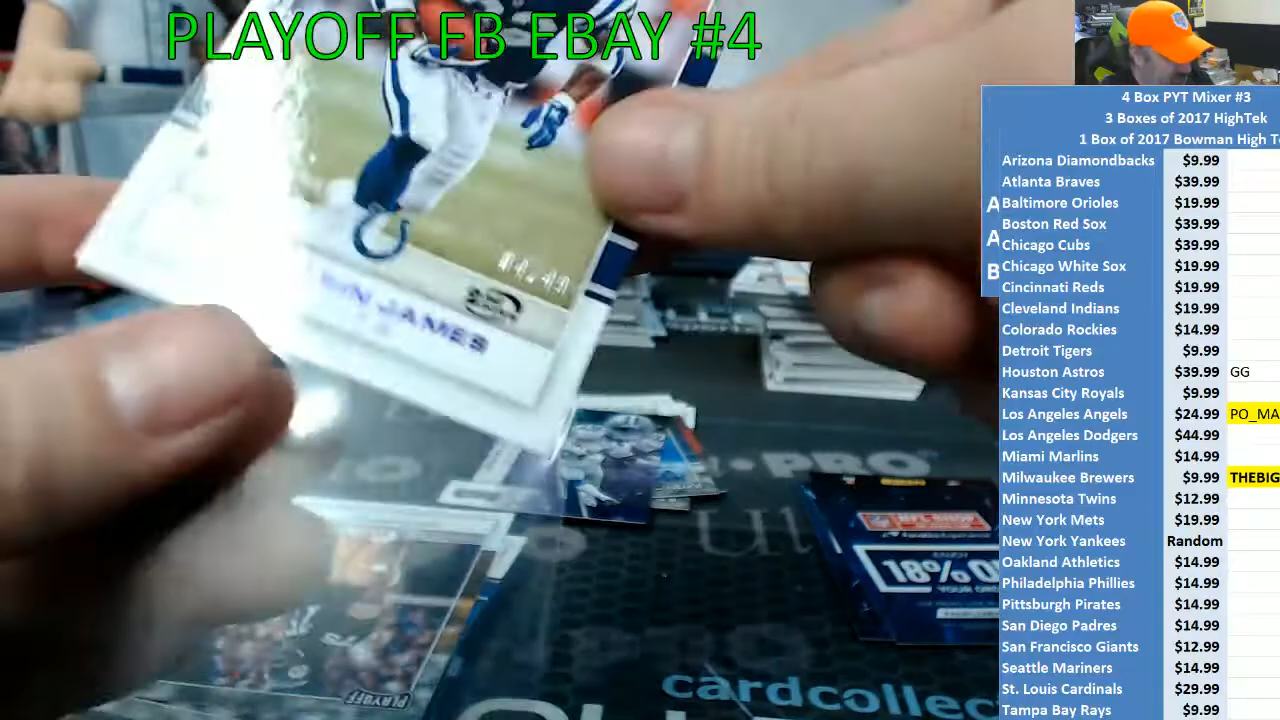 PLAYOFF FB EBAY #4
4 Box PYT Mixer #3
3 Boxes of 2017 HighTek
1 Box of 2017 Bowman High T
Arizona Diamondbacks $9.99
Atlanta Braves $39.99
Baltimore Orioles $19.99
Boston Red Sox $39.99
Chicago Cubs $39.99
Chicago White Sox $19.99
Cincinnati Reds $19.99
Cleveland Indians $19.99
Colorado Rockies $14.99
Detroit Tigers $9.99
Houston Astros $39.99 GG
Kansas City Royals $9.99
Los Angeles Angels $24.99 PO_MA
Los Angeles Dodgers $44.99
Miami Marlins $14.99
Milwaukee Brewers $9.99 THEBIG
Minnesota Twins $12.99
New York Mets $19.99
New York Yankees Random
Oakland Athletics $14.99
Philadelphia Phillies $14.99
Pittsburgh Pirates $14.99
San Diego Padres $14.99
San Francisco Giants $12.99
Seattle Mariners $14.99
St. Louis Cardinals $29.99
Tampa Bay Rays $9.99
A
A
B
JAMES
PRO
Ult
NFL SHOP
18% O
YOUR
PLAYOFF
cardcollec